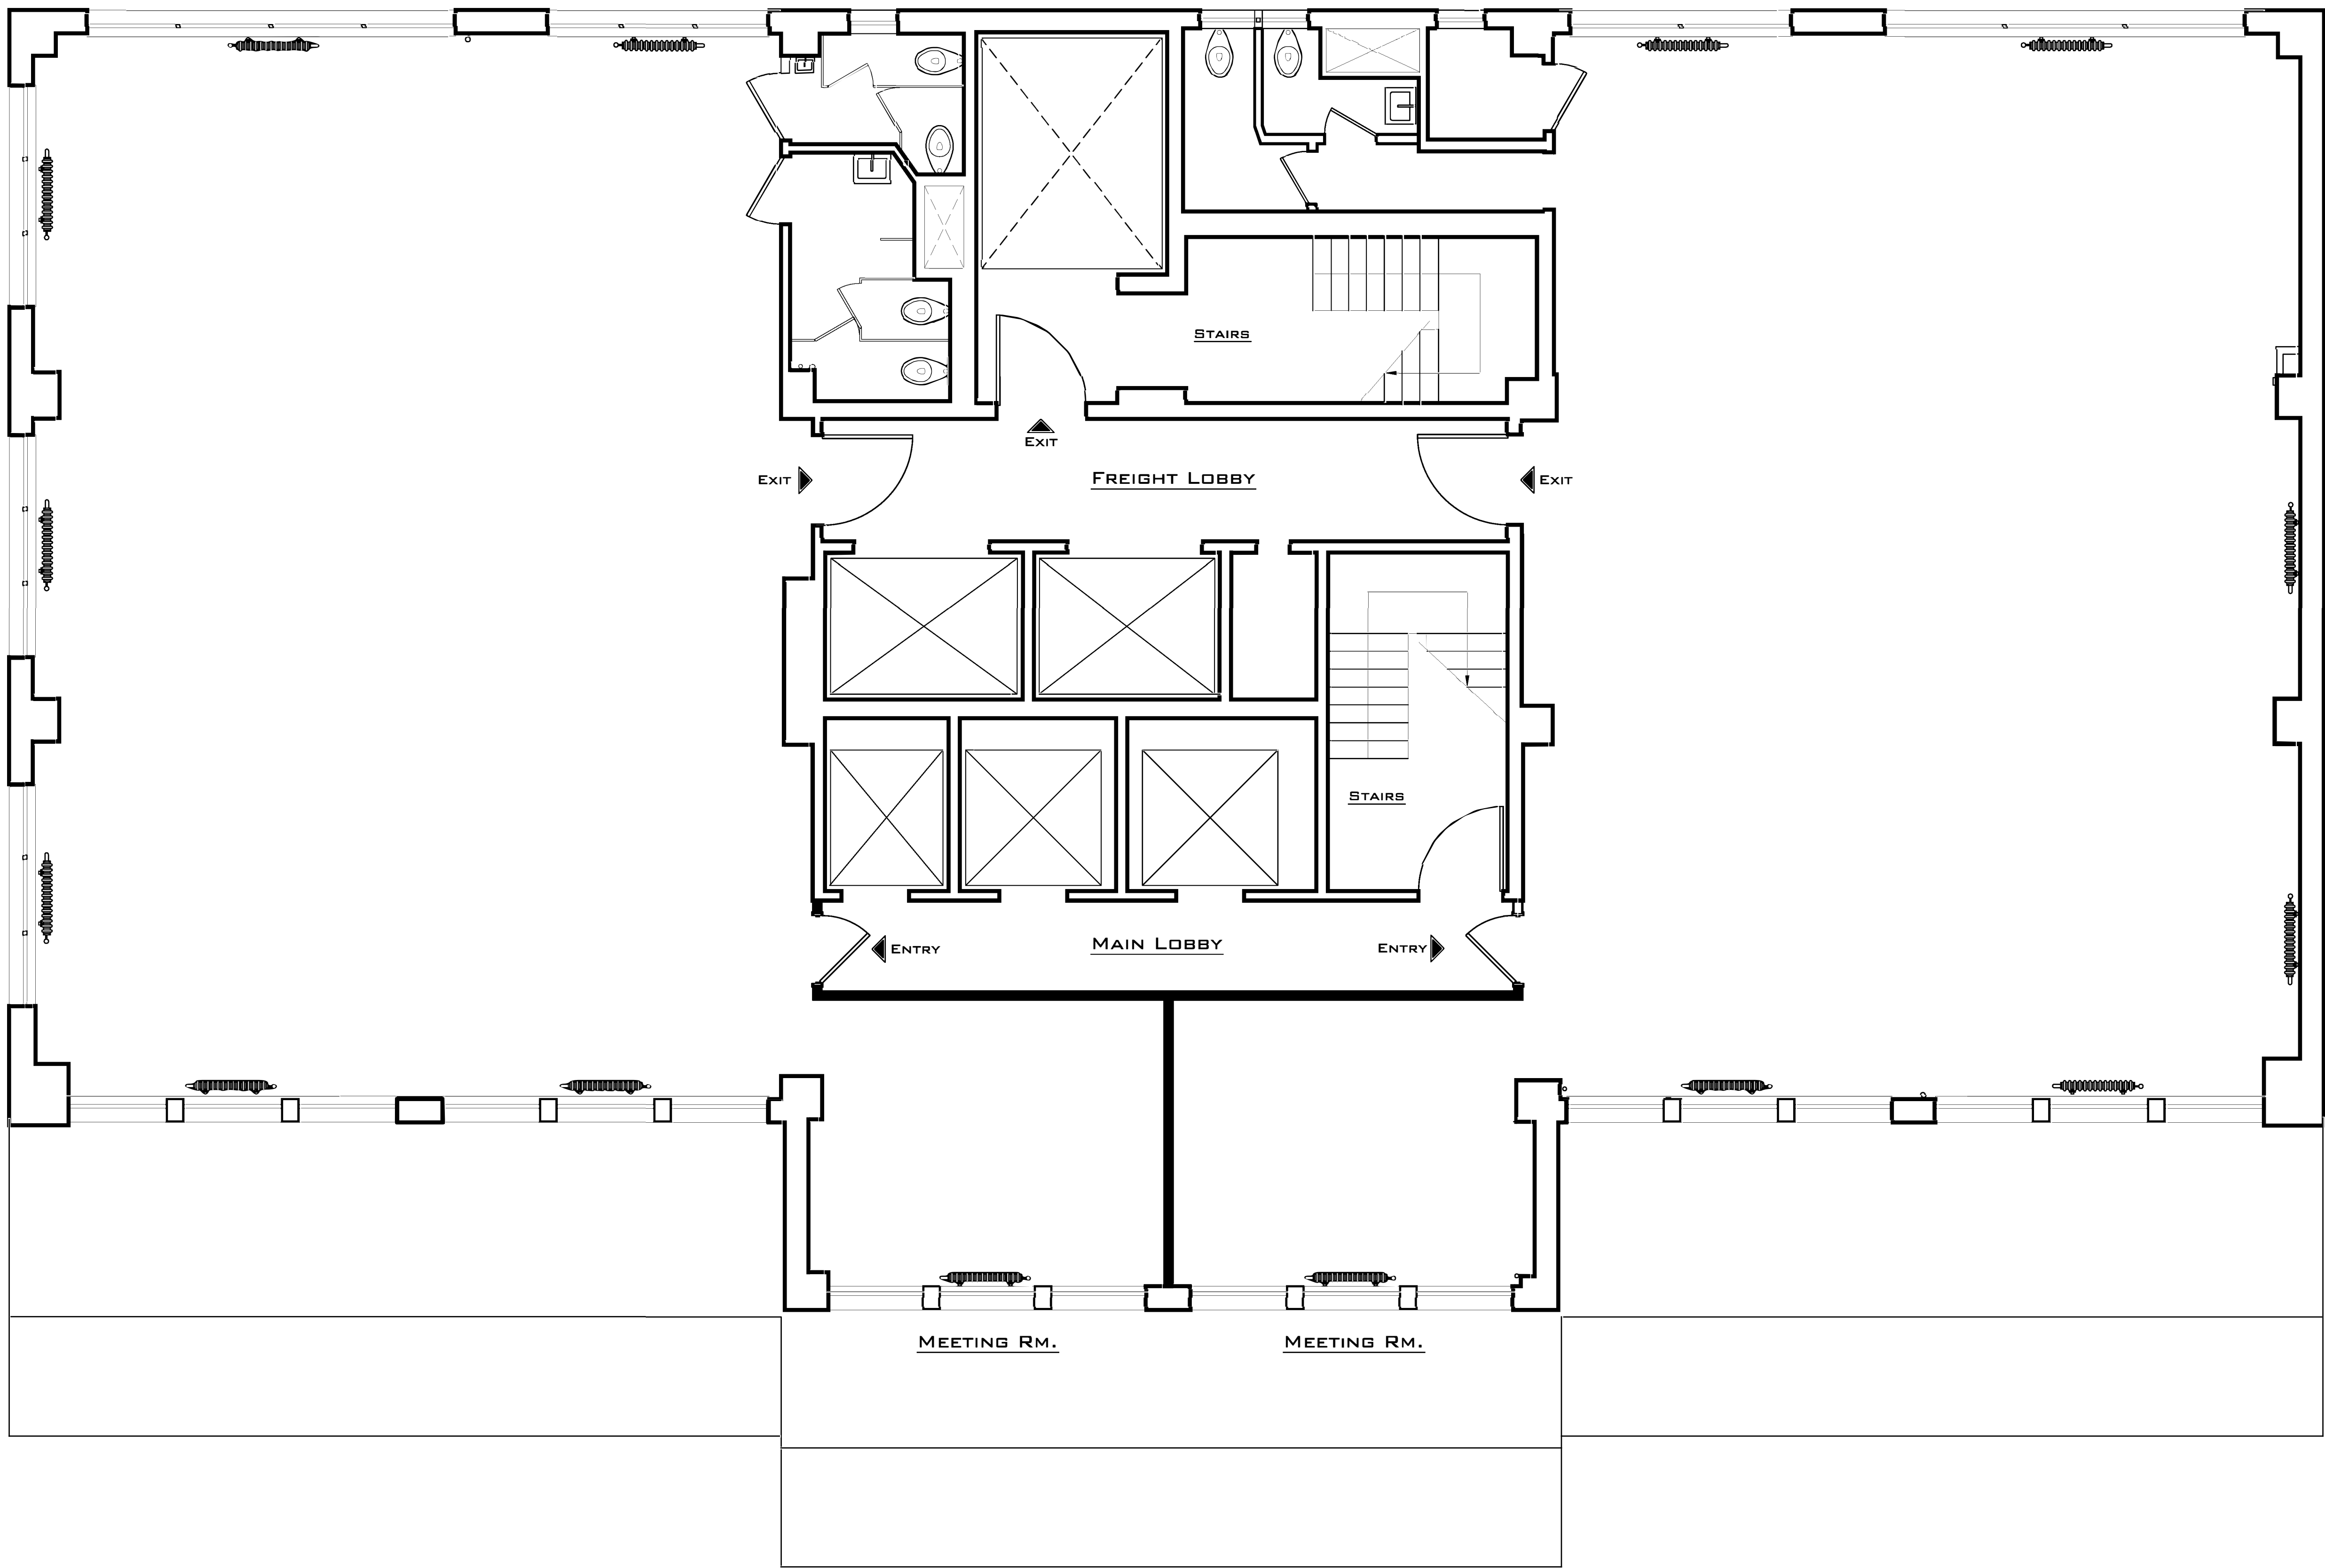 Stairs
Exit
Exit
Freight Lobby
Exit
Stairs
Entry
Main Lobby
Entry
Meeting Rm.
Meeting Rm.